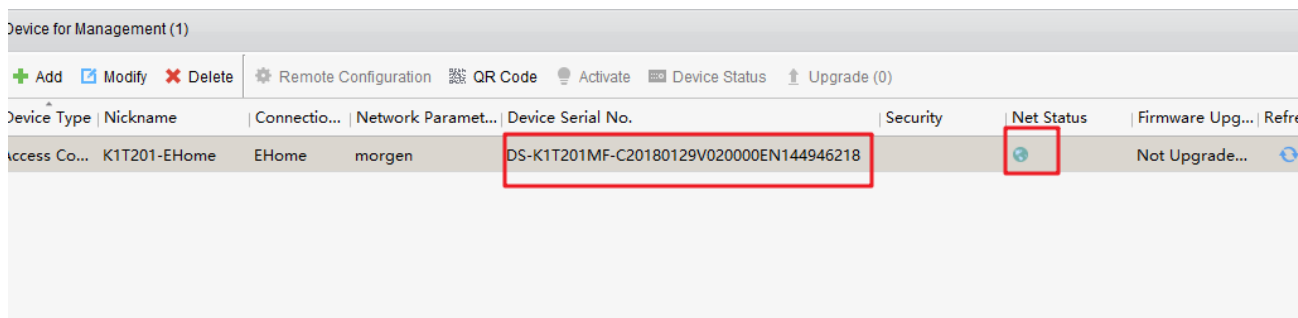 Device for Management (1)
Add Modify Delete Remote Configuration QR Code Activate Device Status Upgrade (0)
Device Type Nickname Connectio... Network Paramet... Device Serial No. Security Net Status Firmware Upg... Refre
Access Co... K1T201-EHome EHome morgen DS-K1T201MF-C20180129V020000EN144946218 Not Upgrade...